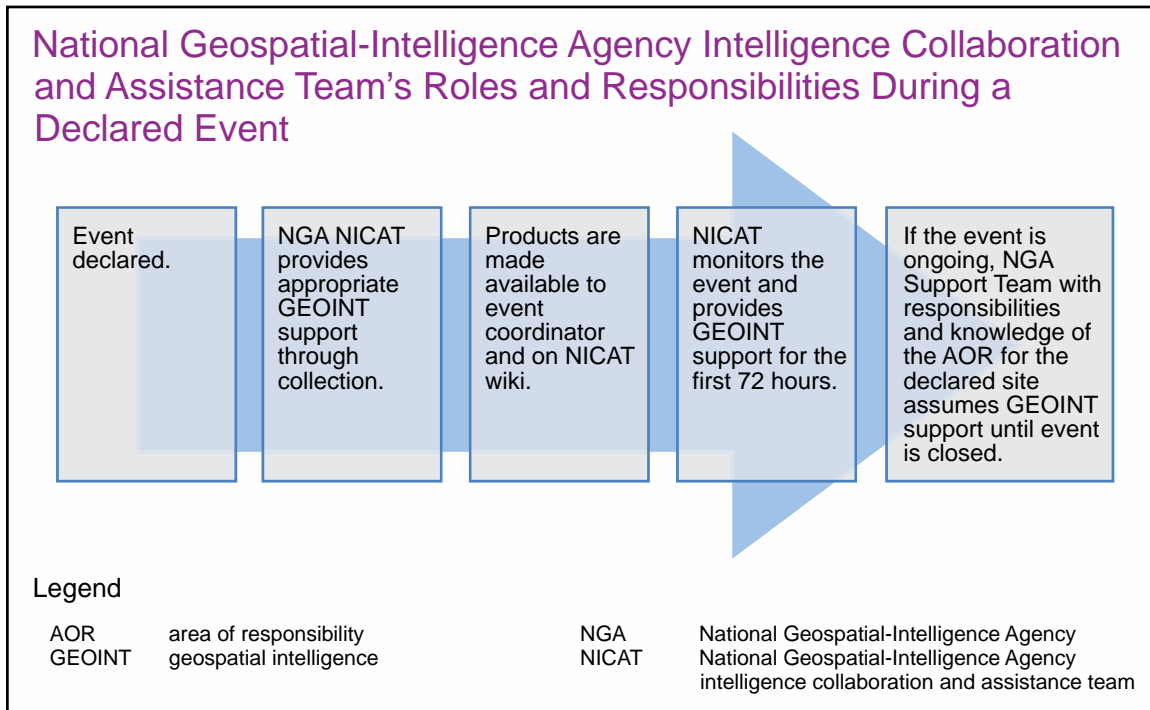 National Geospatial-Intelligence Agency Intelligence Collaboration
and Assistance Team’s Roles and Responsibilities During a
Declared Event
Event
declared.
NGA NICAT
provides
appropriate
GEOINT
support
through
collection.
Products are
made
available to
event
coordinator
and on NICAT
wiki.
NICAT
monitors the
event and
provides
GEOINT
support for the
first 72 hours.
If the event is
ongoing, NGA
Support Team with
responsibilities
and knowledge of
the AOR for the
declared site
assumes GEOINT
support until event
is closed.
Legend
AOR area of responsibility
GEOINT geospatial intelligence
NGA National Geospatial-Intelligence Agency
NICAT National Geospatial-Intelligence Agency
intelligence collaboration and assistance team